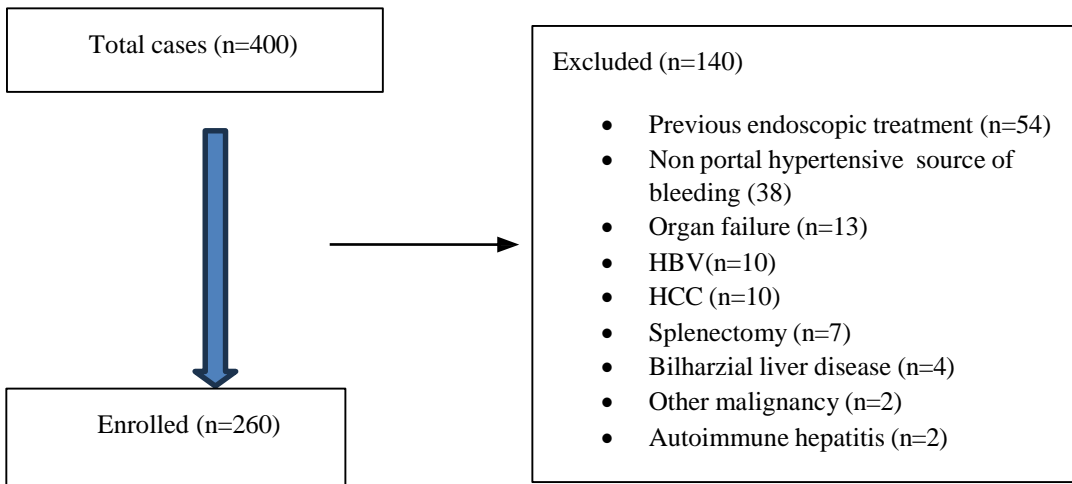 Total cases (n=400)
Excluded (n=140)
• Previous endoscopic treatment (n=54)
• Non portal hypertensive source of
bleeding (38)
• Organ failure (n=13)
• HBV(n=10)
• HCC (n=10)
• Splenectomy (n=7)
• Bilharzial liver disease (n=4)
• Other malignancy (n=2)
• Autoimmune hepatitis (n=2)
Enrolled (n=260)